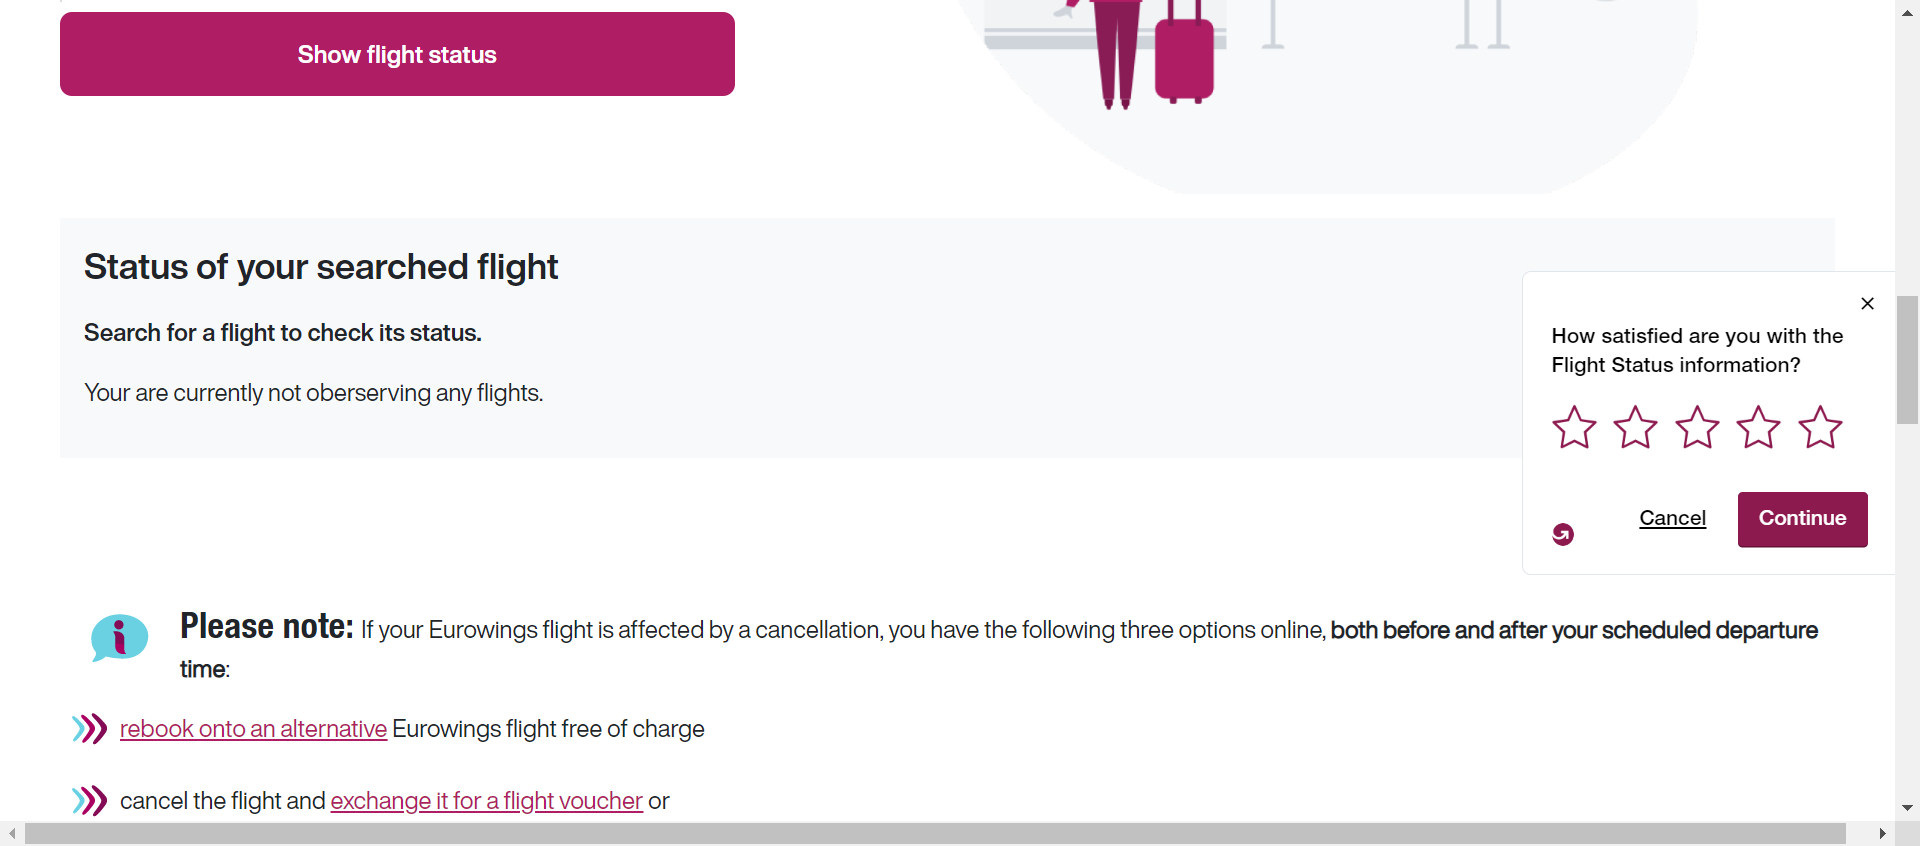 Show flight status
Status of your searched flight
Search for a flight to check its status.
Your are currently not oberserving any flights.
How satisfied are you with the
Flight Status information?
Cancel
Continue
Please note: If your Eurowings flight is affected by a cancellation, you have the following three options online, both before and after your scheduled departure
time:
rebook onto an alternative Eurowings flight free of charge
cancel the flight and exchange it for a flight voucher or